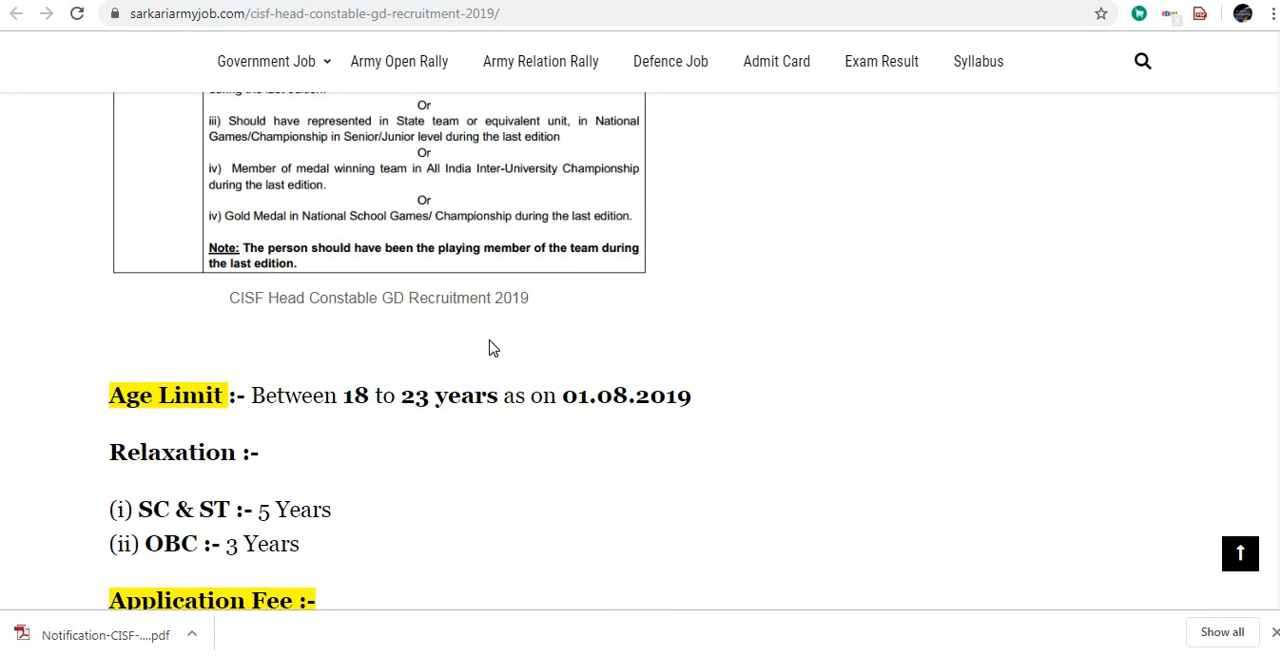 sarkariarmyjob.com/cisf-head-constable-gd-recruitment-2019/
Government Job Army Open Rally Army Relation Rally Defence Job Admit Card Exam Result Syllabus
during the last edition.
Or
iii) Should have represented in State team or equivalent unit, in National
Games/Championship in Senior/Junior level during the last edition
Or
iv) Member of medal winning team in All India Inter-University Championship
during the last edition.
Or
iv) Gold Medal in National School Games/ Championship during the last edition.
Note: The person should have been the playing member of the team during
the last edition.
CISF Head Constable GD Recruitment 2019
Age Limit :- Between 18 to 23 years as on 01.08.2019
Relaxation :-
(i) SC & ST :- 5 Years
(ii) OBC :- 3 Years
Application Fee :-
Notification-CISF-....pdf
Show all